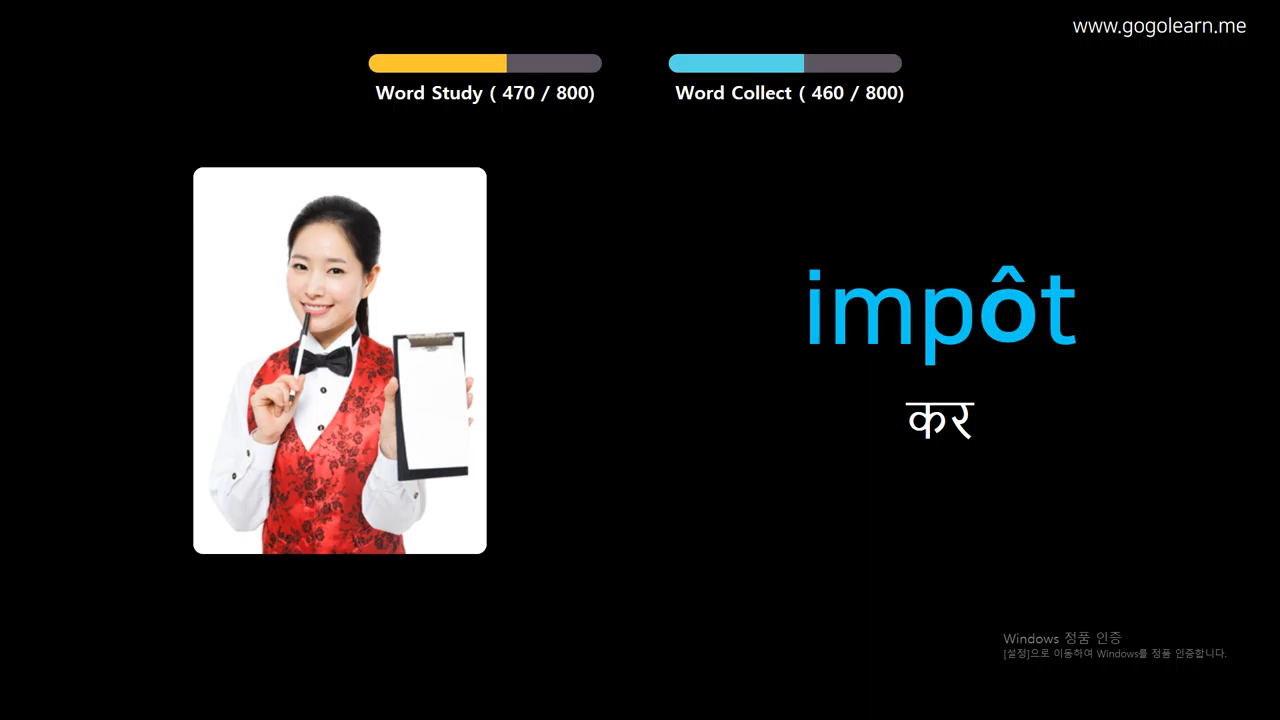 www.gogolearn.me
Word Study ( 470 / 800)
Word Collect ( 460 / 800)
impôt
कर
Windows 정품 인증
[설정]으로 이동하여 Windows를 정품 인증합니다.